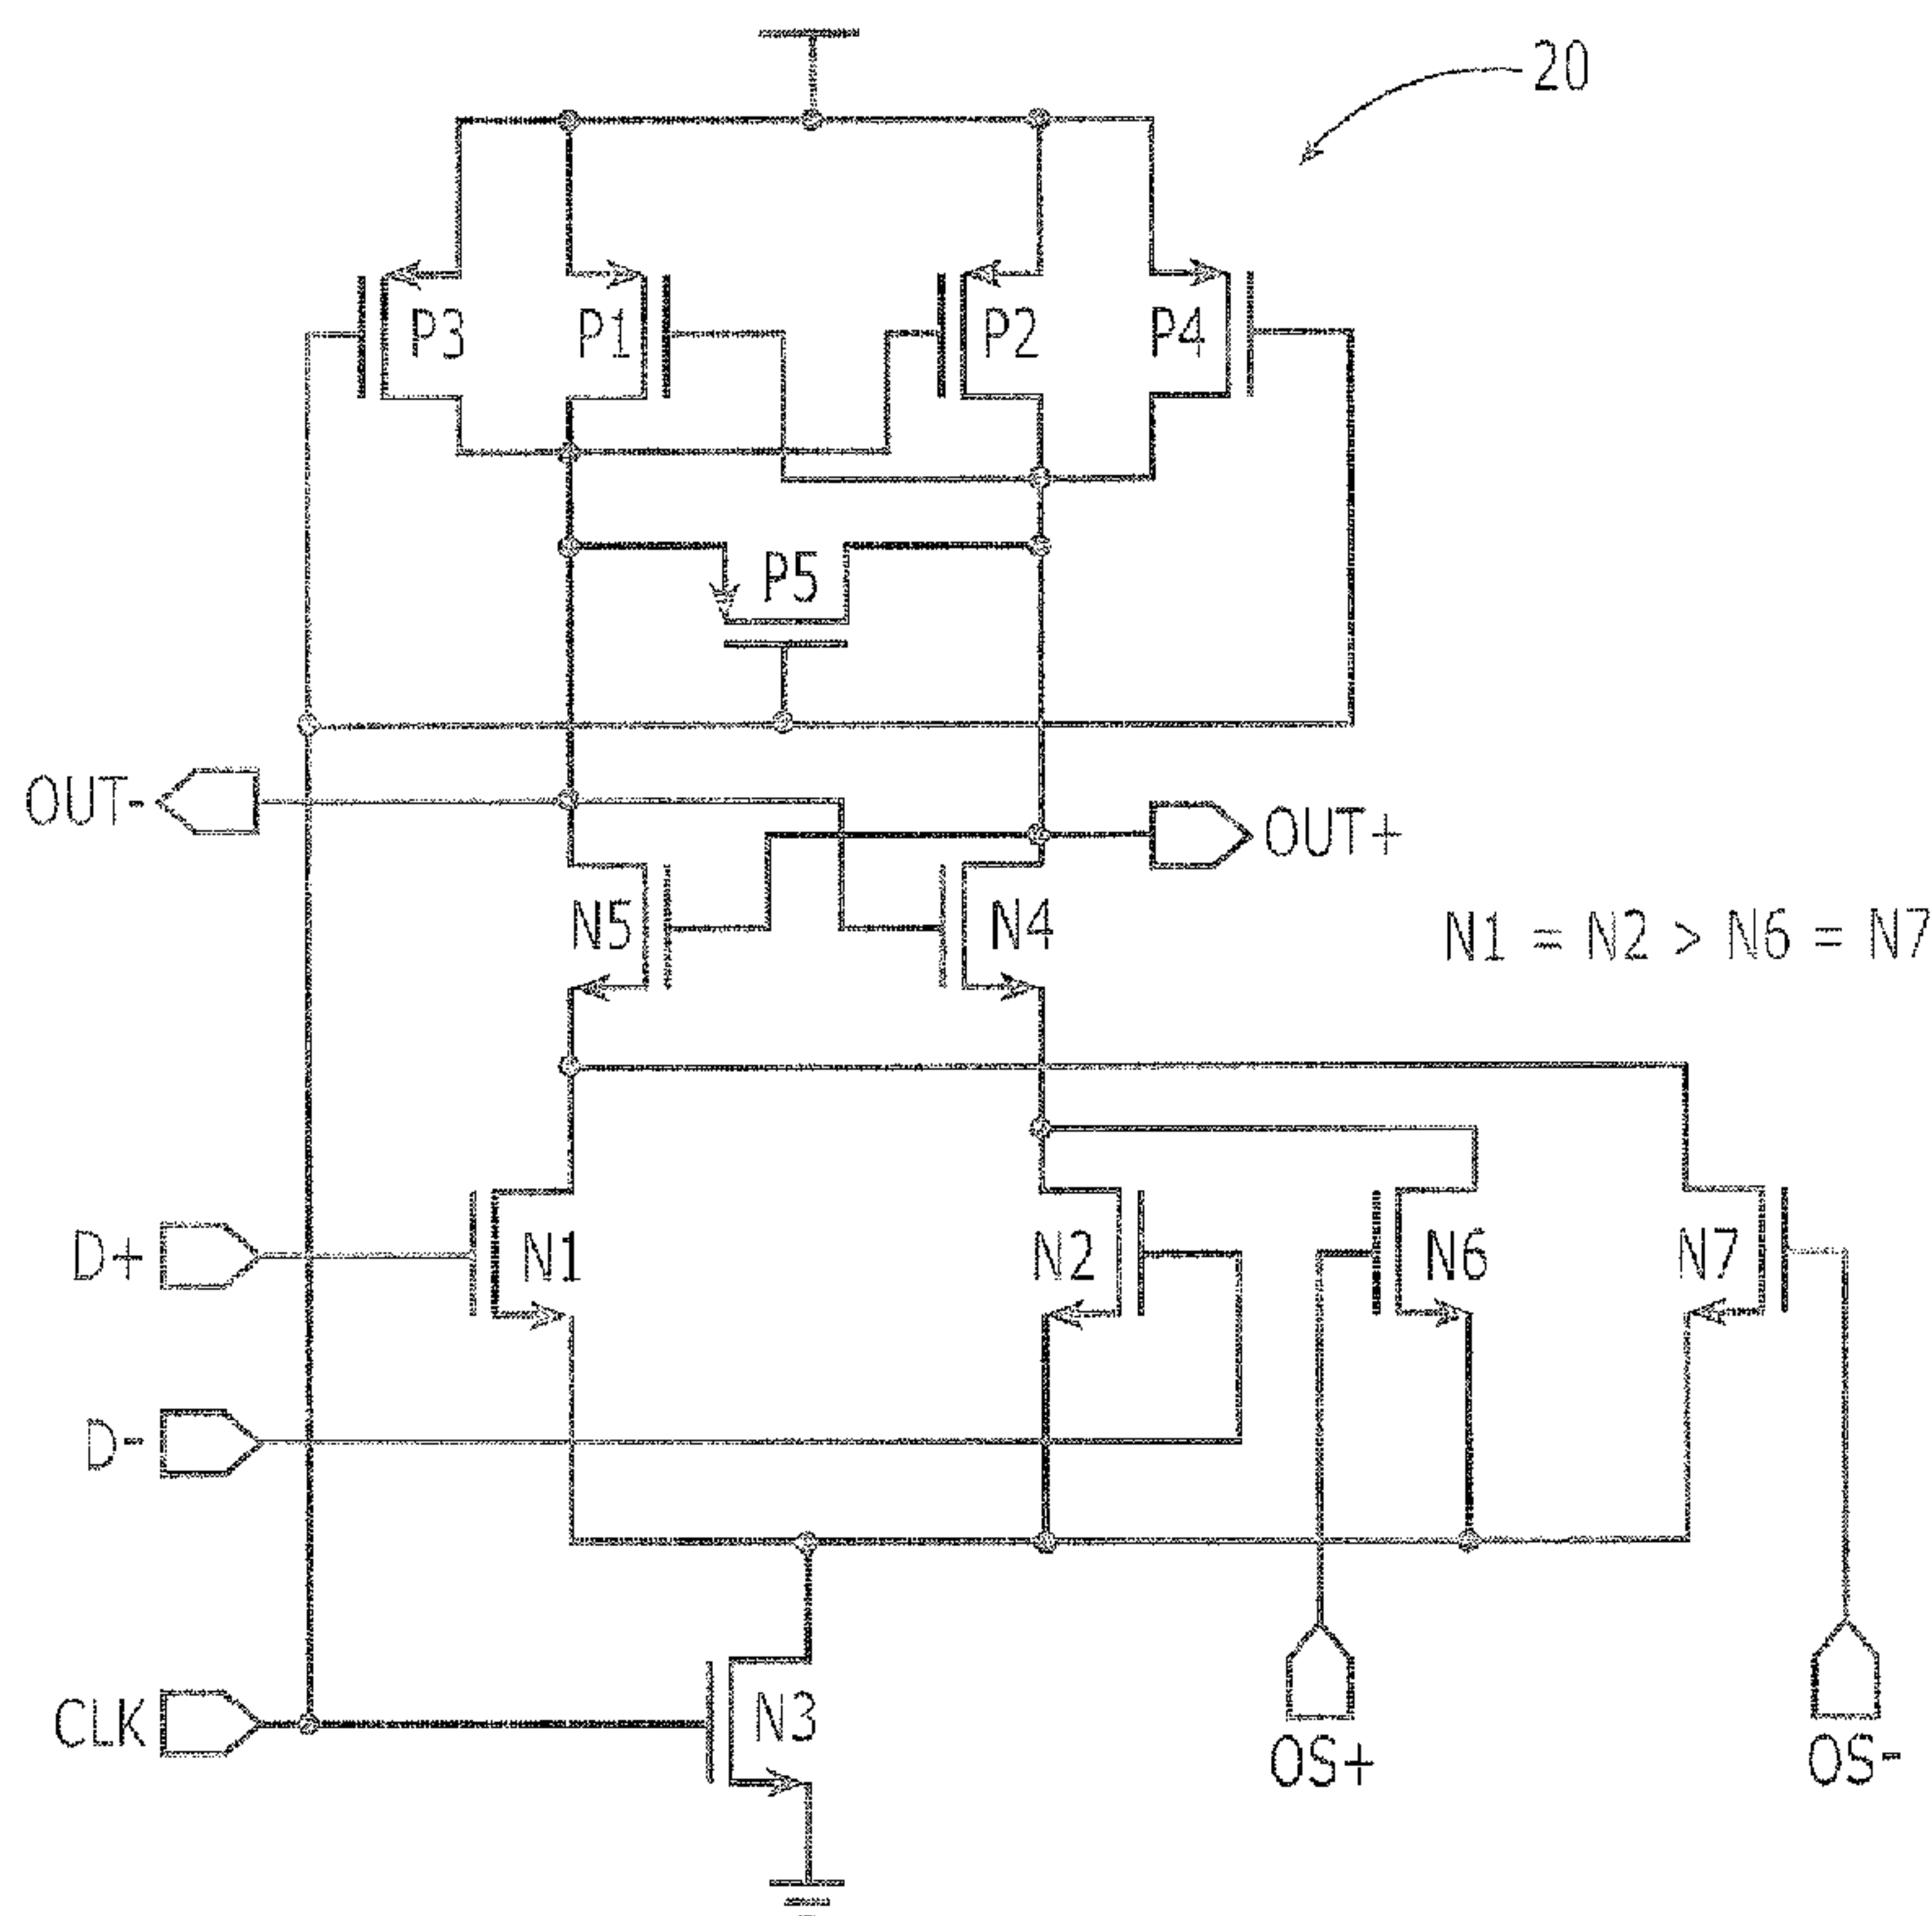 20
P3
P1
P2
P4
P5
OUT-
OUT+
N5
N4
N1 = N2 > N6 = N7
D+
N1
N2
N6
N7
D-
CLK
N3
OS+
OS-